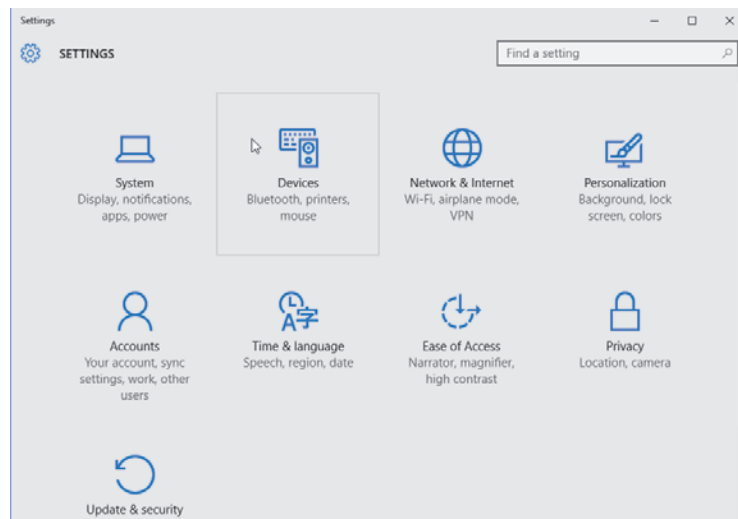 Settings
SETTINGS
Find a setting
System
Display, notifications,
apps, power
Devices
Bluetooth, printers,
mouse
Network & Internet
Wi-Fi, airplane mode,
VPN
Personalization
Background, lock
screen, colors
Accounts
Your account, sync
settings, work, other
users
Time & language
Speech, region, date
Ease of Access
Narrator, magnifier,
high contrast
Privacy
Location, camera
Update & security